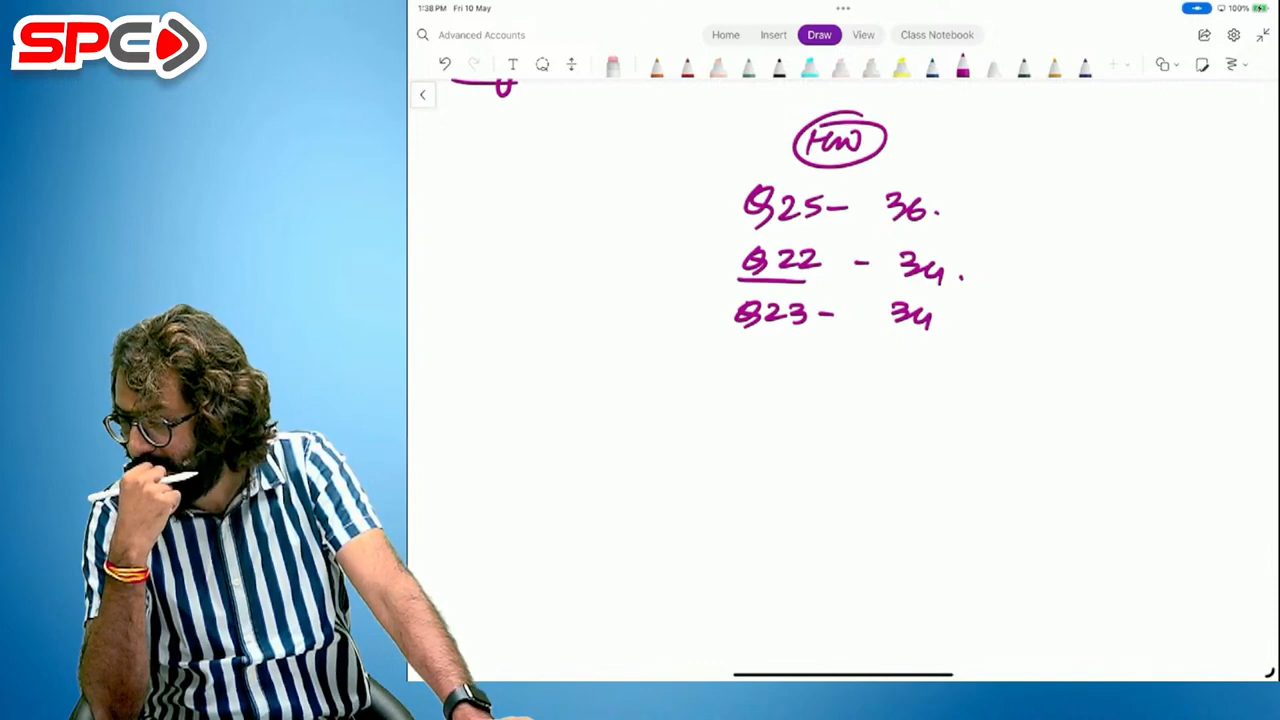 SPC
1:38 PM Fri 10 May
100%
Advanced Accounts
Home Insert Draw View Class Notebook
HW
Q25- 36.
Q22 - 34.
Q23- 34